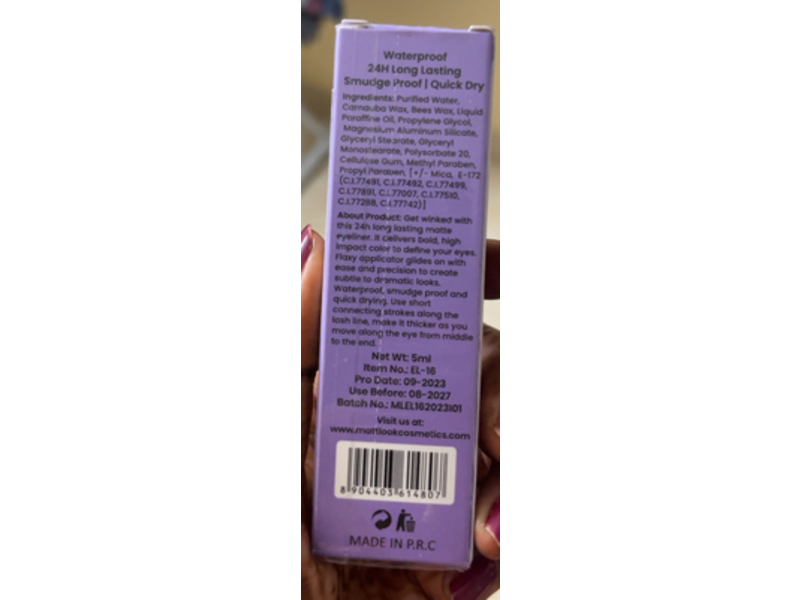 Waterproof
24H Long Lasting
Smudge Proof | Quick Dry
Ingredients: Purified Water,
Carnauba Wax, Bees Wax, Liquid
Paraffine Oil, Propylene Glycol,
Magnesium Aluminum Silicate,
Glyceryl Stearate, Glyceryl
Monostearate, Polysorbate 20,
Cellulose Gum, Methyl Paraben,
Propyl Paraben, [+/- Mica, E-172
(C.I.77491, C.I.77492, C.I.77499,
C.I.77891, C.I.77007, C.I.77510,
C.I.77288, C.I.77742)]
About Product: Get winked with
this 24h long lasting matte
eyeliner. It delivers bold, high
impact color to define your eyes.
Flaxy applicator glides on with
ease and precision to create
subtle to dramatic looks.
Waterproof, smudge proof and
quick drying. Use short
connecting strokes along the
lash line, make it thicker as you
move along the eye from middle
to the end.
Net Wt: 5ml
Item No.: EL-16
Pro Date: 09-2023
Use Before: 08-2027
Batch No.: MLEL162023I01
Visit us at:
www.mattlookcosmetics.com
8 904403 614807
MADE IN P.R.C